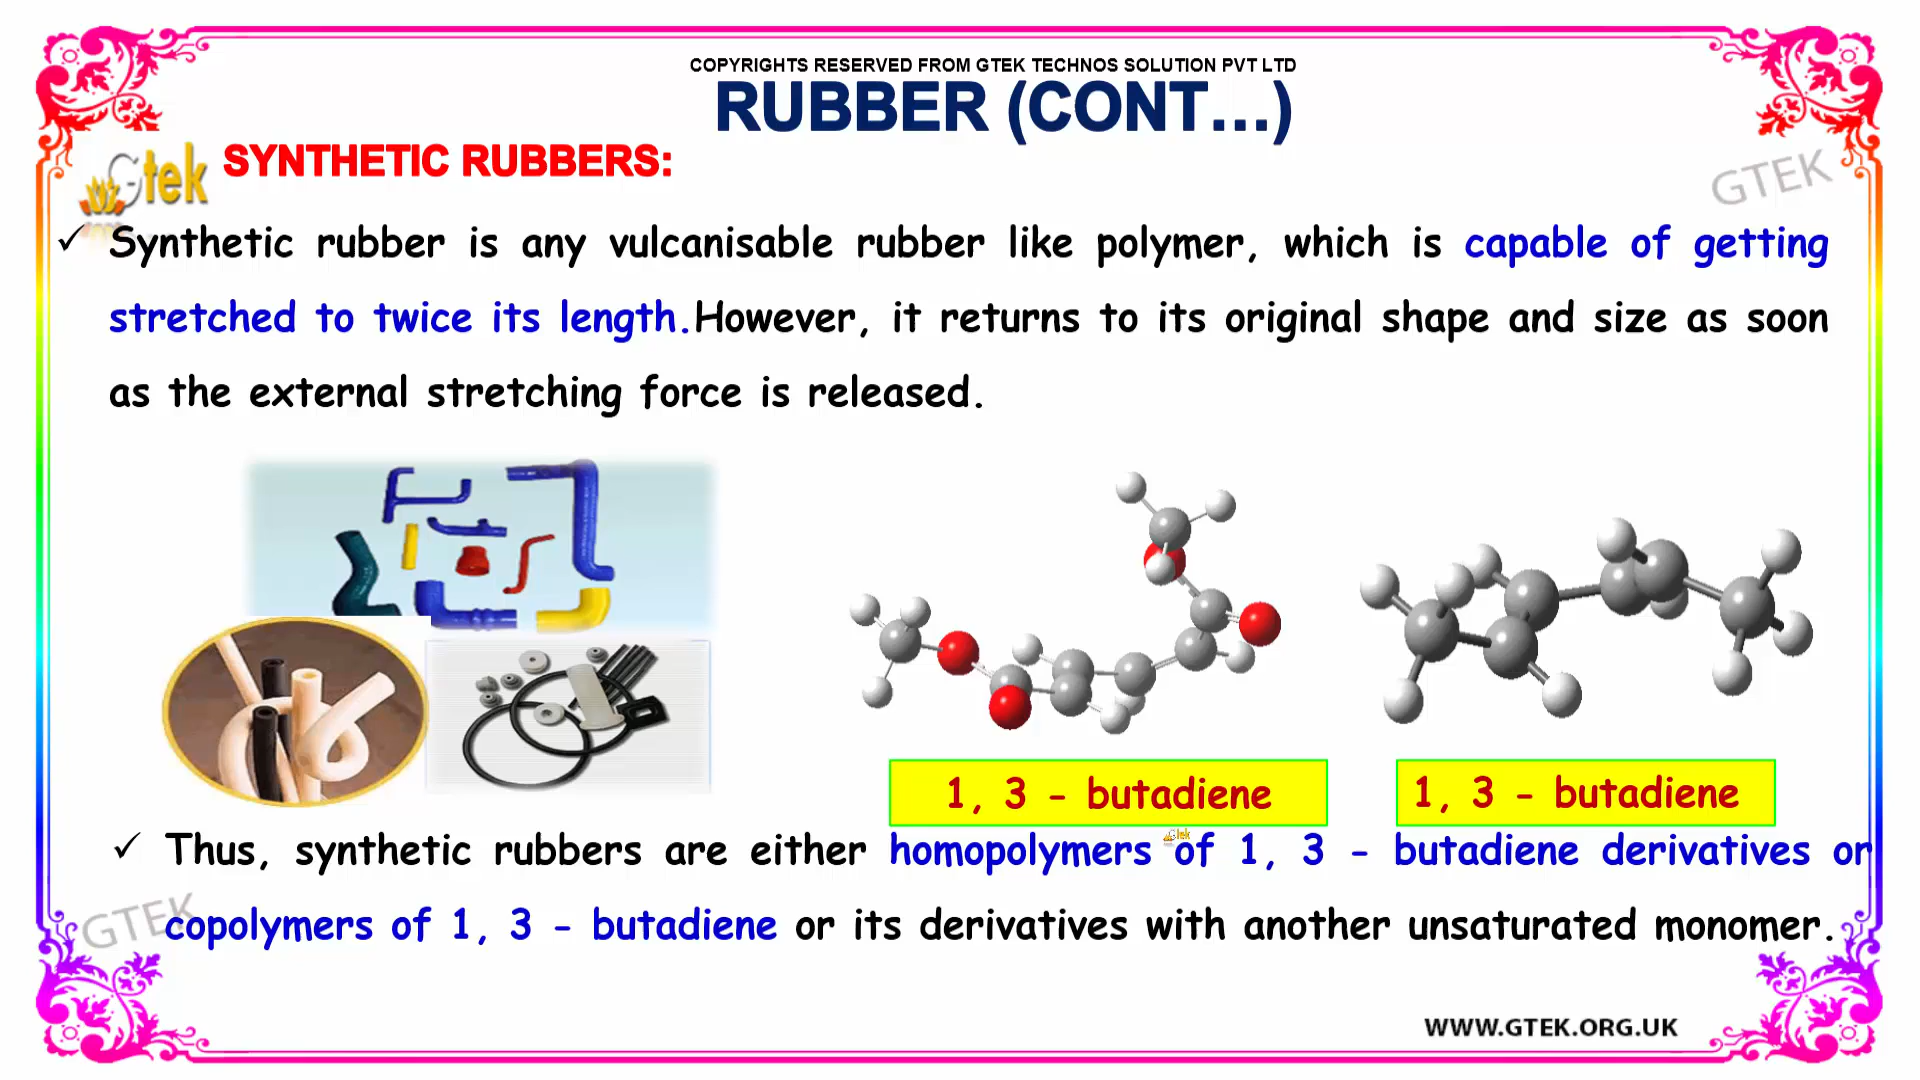 COPYRIGHTS RESERVED FROM GTEK TECHNOS SOLUTION PVT LTD
RUBBER (CONT...)
Gtek
SYNTHETIC RUBBERS:
GTEK
✓ Synthetic rubber is any vulcanisable rubber like polymer, which is capable of getting
stretched to twice its length.However, it returns to its original shape and size as soon
as the external stretching force is released.
1, 3 - butadiene
1, 3 - butadiene
Gtek
✓ Thus, synthetic rubbers are either homopolymers of 1, 3 - butadiene derivatives or
copolymers of 1, 3 - butadiene or its derivatives with another unsaturated monomer.
GTEK
WWW.GTEK.ORG.UK